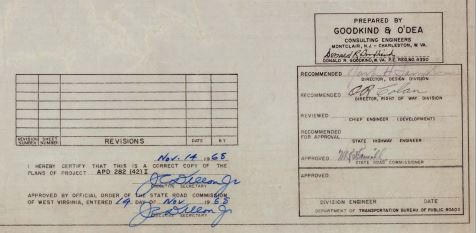 PREPARED BY
GOODKIND & O'DEA
CONSULTING ENGINEERS
MONTCLAIR, N.J. - CHARLESTON, W. VA.
Donald R. Goodkind
DONALD R. GOODKIND, W. VA. P.E. REG. NO. 4390
RECOMMENDED
DIRECTOR, DESIGN DIVISION
RECOMMENDED
DIRECTOR, RIGHT OF WAY DIVISION
REVIEWED
CHIEF ENGINEER (DEVELOPMENT)
RECOMMENDED
FOR APPROVAL
STATE HIGHWAY ENGINEER
APPROVED
STATE ROAD COMMISSIONER
APPROVED:
DIVISION ENGINEER DATE
DEPARTMENT OF TRANSPORTATION BUREAU OF PUBLIC ROADS
REVISION NUMBER SHEET NUMBER REVISIONS DATE BY
Nov. 14 1968
I HEREBY CERTIFY THAT THIS IS A CORRECT COPY OF THE
PLANS OF PROJECT APD 282 (42) I
J C Dillon Jr
EXECUTIVE SECRETARY
APPROVED BY OFFICIAL ORDER OF THE STATE ROAD COMMISSION
OF WEST VIRGINIA, ENTERED 14 DAY OF Nov 1968
J C Dillon Jr
EXECUTIVE SECRETARY